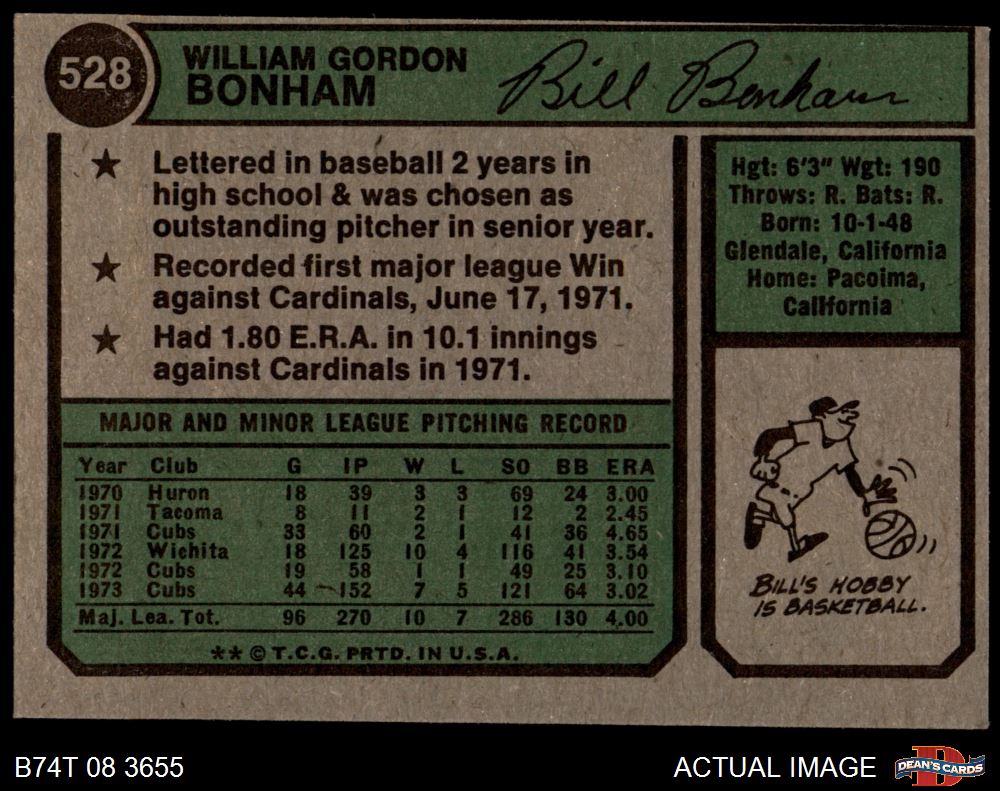 528
WILLIAM GORDON
BONHAM
Bill Bonham
★ Lettered in baseball 2 years in
high school & was chosen as
outstanding pitcher in senior year.
★ Recorded first major league Win
against Cardinals, June 17, 1971.
★ Had 1.80 E.R.A. in 10.1 innings
against Cardinals in 1971.
Hgt: 6'3" Wgt: 190
Throws: R. Bats: R.
Born: 10-1-48
Glendale, California
Home: Pacoima,
California
MAJOR AND MINOR LEAGUE PITCHING RECORD
Year Club G IP W L SO BB ERA
1970 Huron 18 39 3 3 69 24 3.00
1971 Tacoma 8 11 2 1 12 2 2.45
1971 Cubs 33 60 2 1 41 36 4.65
1972 Wichita 18 125 10 4 116 41 3.54
1972 Cubs 19 58 1 1 49 25 3.10
1973 Cubs 44 152 7 5 121 64 3.02
Maj. Lea. Tot. 96 270 10 7 286 130 4.00
** © T.C.G. PRTD. IN U.S.A.
BILL'S HOBBY
IS BASKETBALL.
B74T 08 3655
ACTUAL IMAGE
DEAN'S CARDS